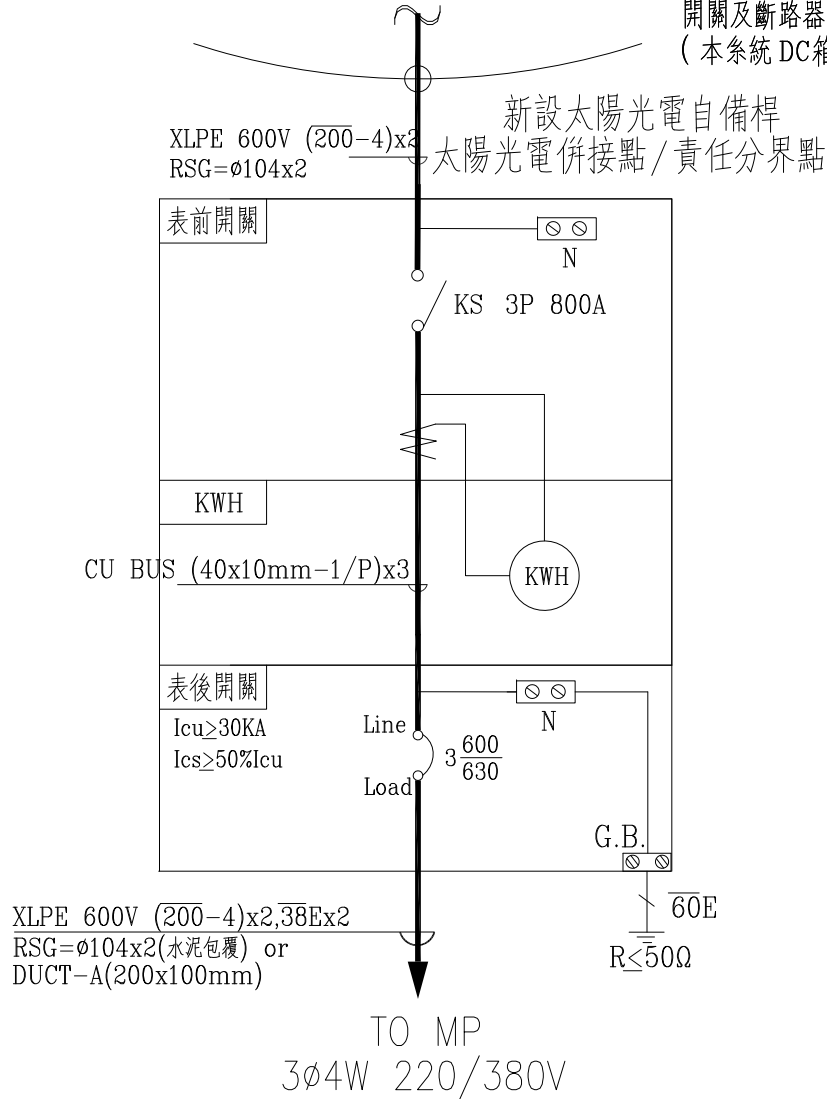 開關及斷路器
( 本系統 DC箱
新設太陽光電自備桿
太陽光電併接點/責任分界點
XLPE 600V (200-4)x2
RSG=ø104x2
表前開關
N
KS 3P 800A
KWH
CU BUS (40x10mm-1/P)x3
KWH
表後開關
Icu≥30KA
Ics≥50%Icu
Line
Load
3 600/630
N
G.B.
60E
R≤50Ω
XLPE 600V (200-4)x2,38Ex2
RSG=ø104x2(水泥包覆) or
DUCT-A(200x100mm)
TO MP
3ø4W 220/380V